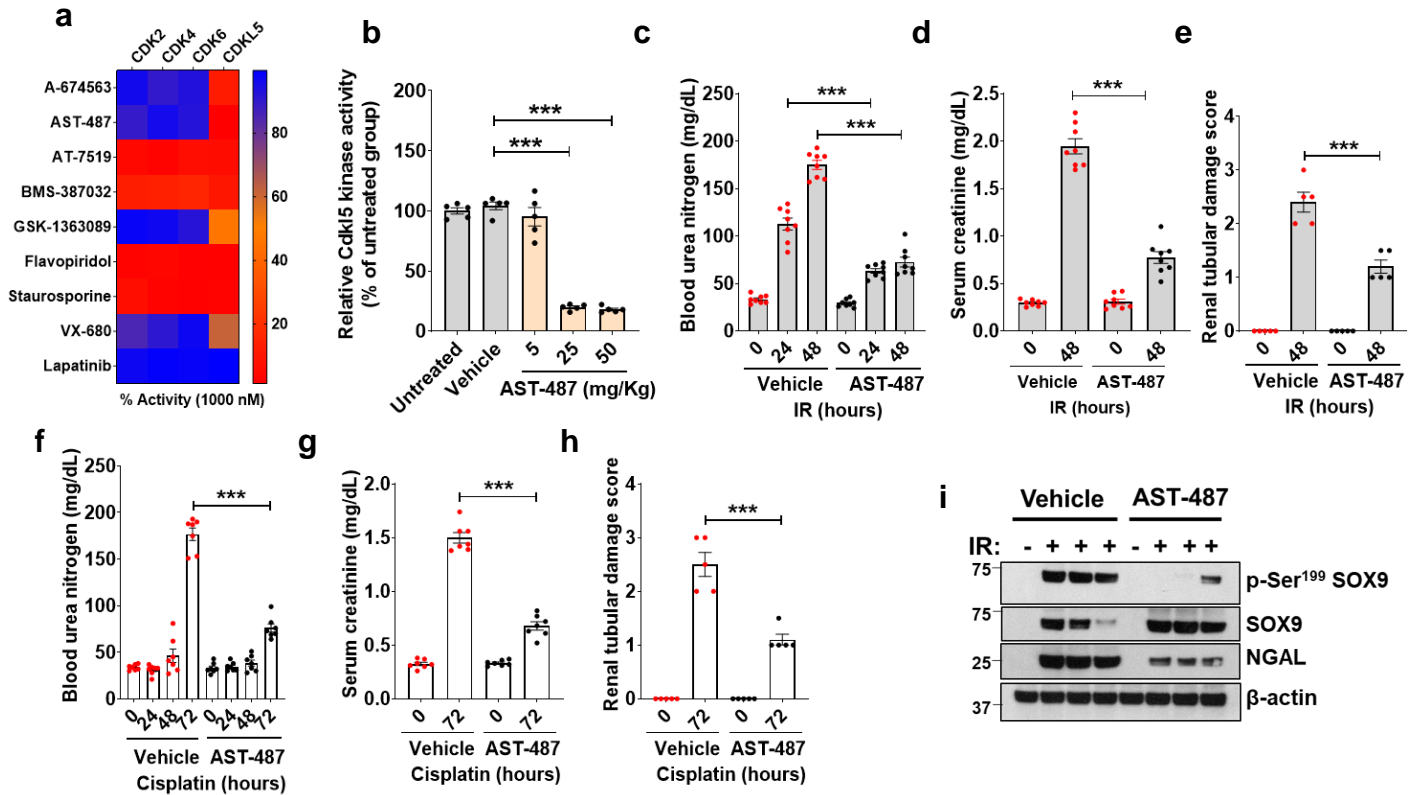 a
CDK2
CDK4
CDK6
CDKL5
A-674563
AST-487
AT-7519
BMS-387032
GSK-1363089
Flavopiridol
Staurosporine
VX-680
Lapatinib
80
60
40
20
% Activity (1000 nM)
b
Relative Cdkl5 kinase activity
(% of untreated group)
200
150
100
50
0
***
***
Untreated
Vehicle
5
25
50
AST-487 (mg/Kg)
c
Blood urea nitrogen (mg/dL)
250
200
150
100
50
0
***
***
0
24
48
0
24
48
Vehicle
AST-487
IR (hours)
d
Serum creatinine (mg/dL)
2.5
2.0
1.5
1.0
0.5
0.0
***
0
48
0
48
Vehicle
AST-487
IR (hours)
e
Renal tubular damage score
4
3
2
1
0
***
0
48
0
48
Vehicle
AST-487
IR (hours)
f
Blood urea nitrogen (mg/dL)
250
200
150
100
50
0
***
0
24
48
72
0
24
48
72
Vehicle
AST-487
Cisplatin (hours)
g
Serum creatinine (mg/dL)
2.0
1.5
1.0
0.5
0.0
***
0
72
0
72
Vehicle
AST-487
Cisplatin (hours)
h
Renal tubular damage score
4
3
2
1
0
***
0
72
0
72
Vehicle
AST-487
Cisplatin (hours)
i
Vehicle
AST-487
IR: - + + + - + + +
75
p-Ser¹⁹⁹ SOX9
75
SOX9
25
NGAL
37
β-actin